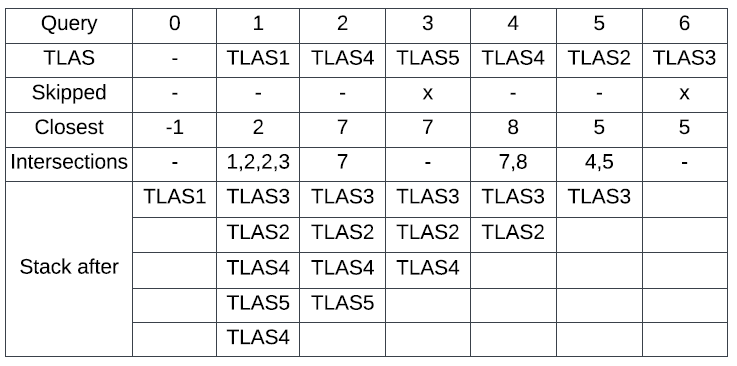 Query 0 1 2 3 4 5 6
TLAS - TLAS1 TLAS4 TLAS5 TLAS4 TLAS2 TLAS3
Skipped - - - x - - x
Closest -1 2 7 7 8 5 5
Intersections - 1,2,2,3 7 - 7,8 4,5 -
TLAS1 TLAS3 TLAS3 TLAS3 TLAS3 TLAS3
TLAS2 TLAS2 TLAS2 TLAS2
Stack after TLAS4 TLAS4 TLAS4
TLAS5 TLAS5
TLAS4